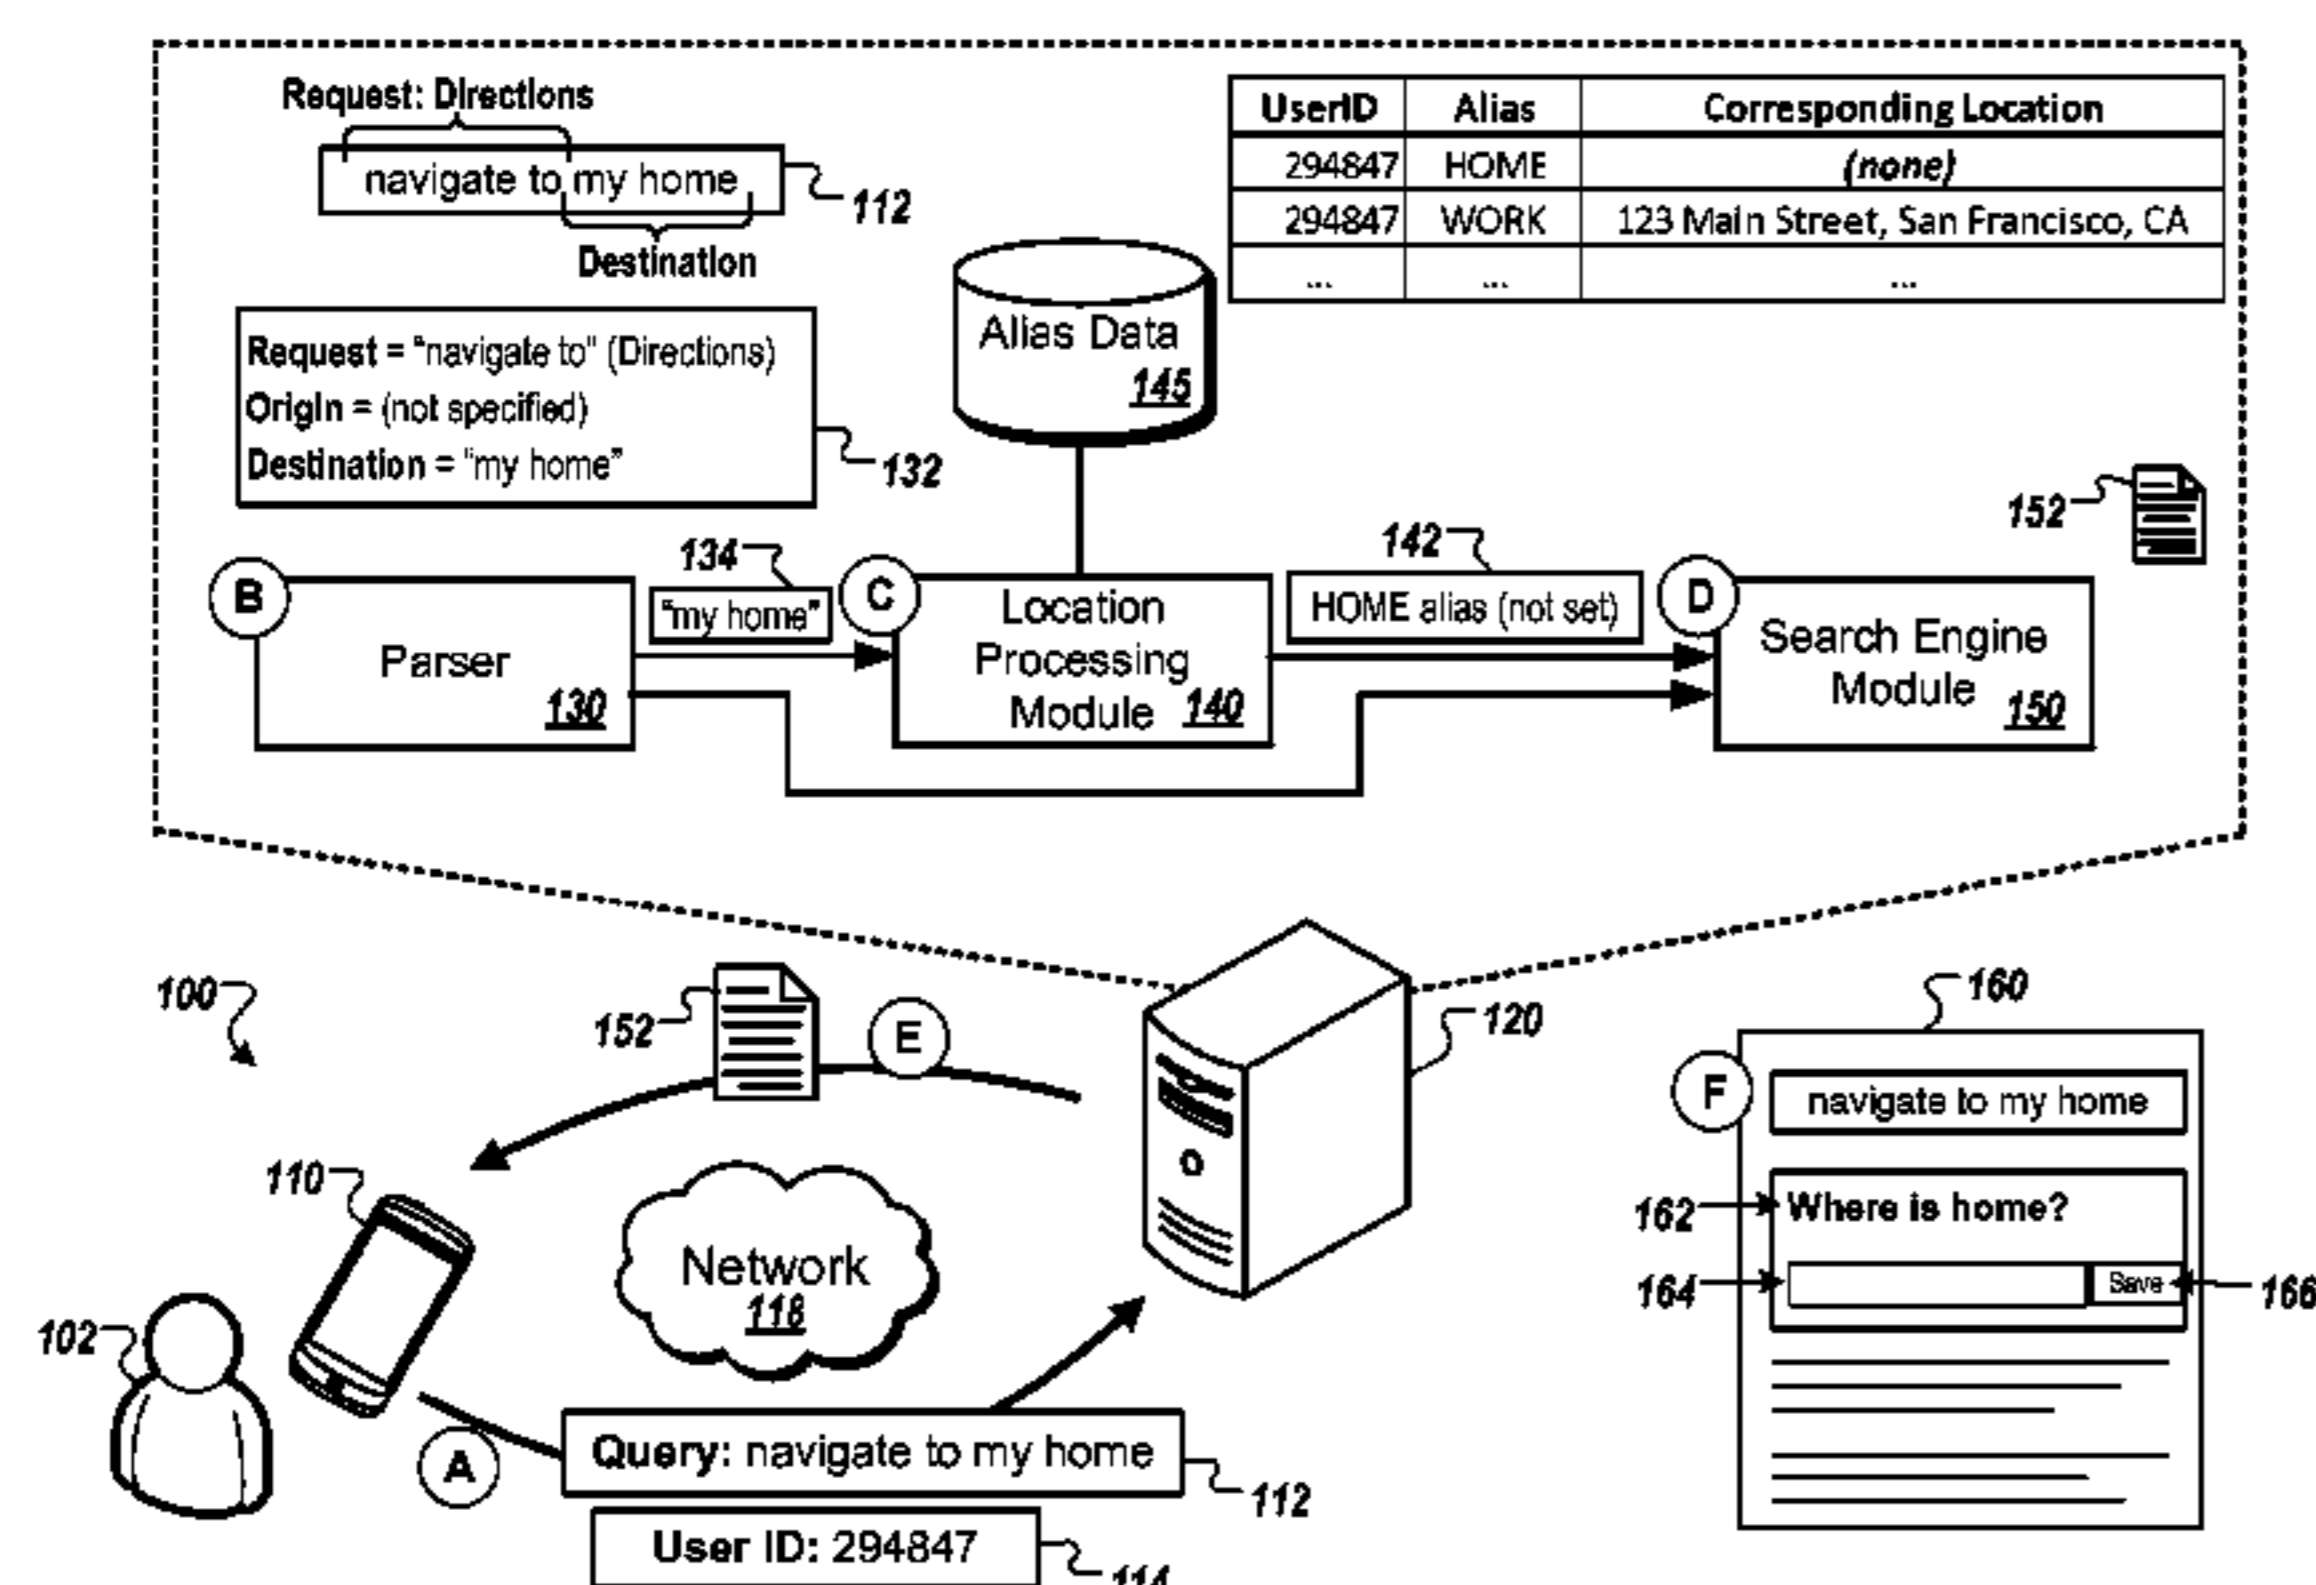 Request: Directions
navigate to my home
112
Destination
UserID Alias Corresponding Location
294847 HOME (none)
294847 WORK 123 Main Street, San Francisco, CA
... ... ...
Request = "navigate to" (Directions)
Origin = (not specified)
Destination = "my home"
132
Alias Data
145
152
134
142
B
"my home"
C
HOME alias (not set)
D
Parser
130
Location
Processing
Module 140
Search Engine
Module
150
100
152
E
120
160
F
navigate to my home
110
162
Where is home?
Network
118
164
Save
166
102
A
Query: navigate to my home
112
User ID: 294847
114